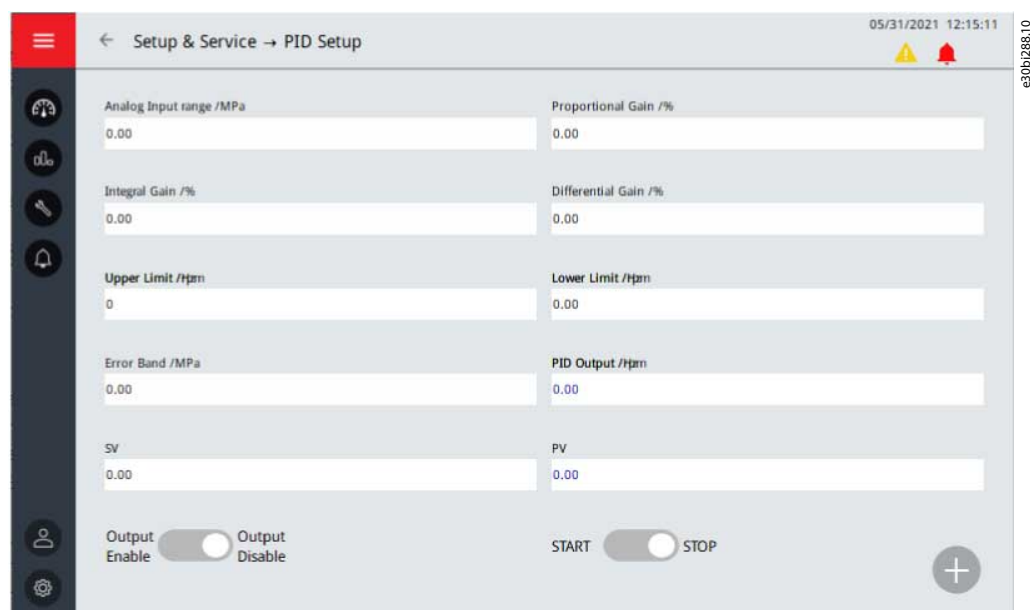 Setup & Service → PID Setup
05/31/2021 12:15:11
e30bj288.10
Analog Input range /MPa
Proportional Gain /%
0.00
0.00
Integral Gain /%
Differential Gain /%
0.00
0.00
Upper Limit
Lower Limit
0
0.00
Error Band /MPa
PID Output
0.00
0.00
SV
PV
0.00
0.00
Output Enable
Output Disable
START
STOP